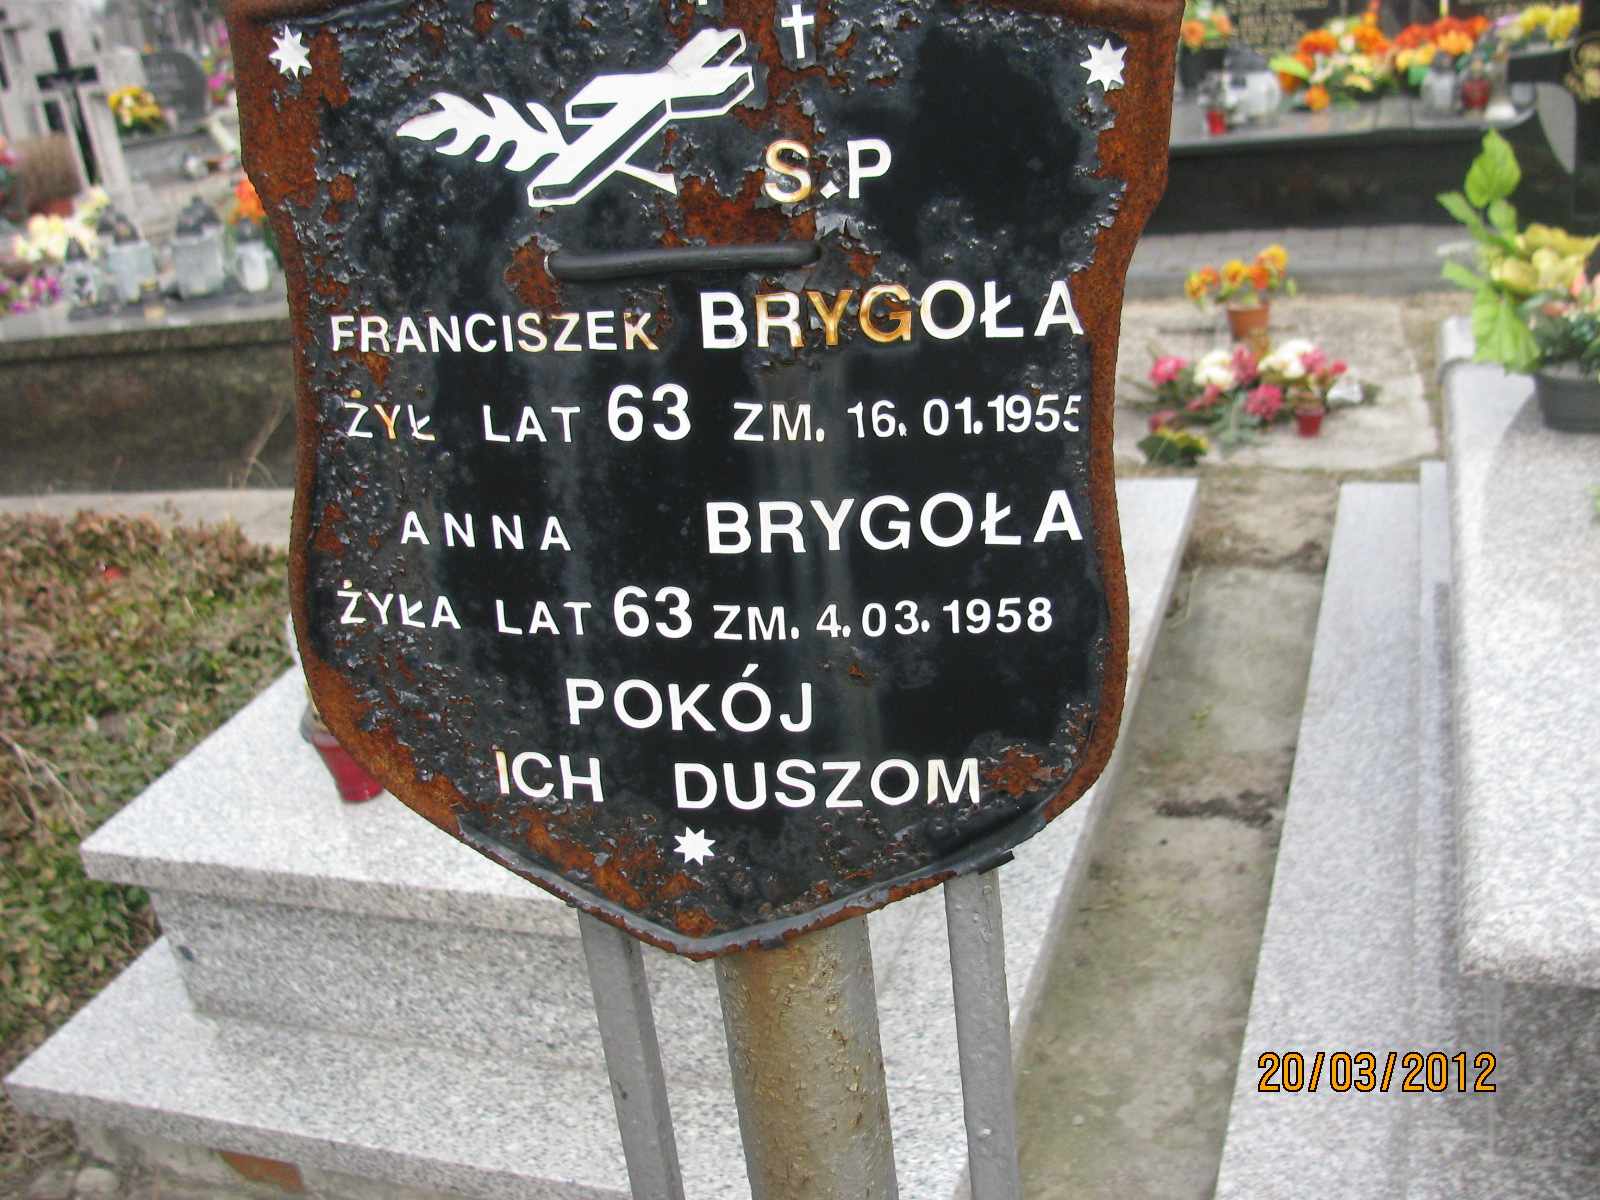 S.P
FRANCISZEK BRYGOŁA
ŻYŁ LAT 63 ZM. 16. 01. 1955
ANNA BRYGOŁA
ŻYŁA LAT 63 ZM. 4. 03. 1958
POKÓJ
ICH DUSZOM
20/03/2012